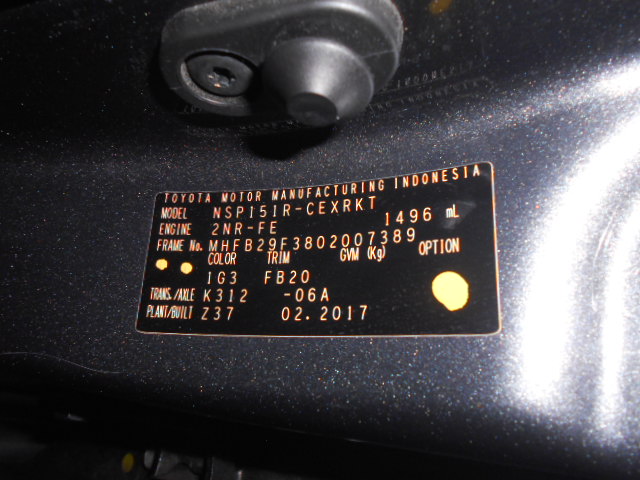 TOYOTA MOTOR MANUFACTURING INDONESIA
MODEL NSP151R-CEXRKT
ENGINE 2NR-FE 1496 mL
FRAME No. MHFB29F3802007389
COLOR TRIM GVM (Kg) OPTION
1G3 FB20
TRANS./AXLE K312 -06A
PLANT/BUILT Z37 02.2017